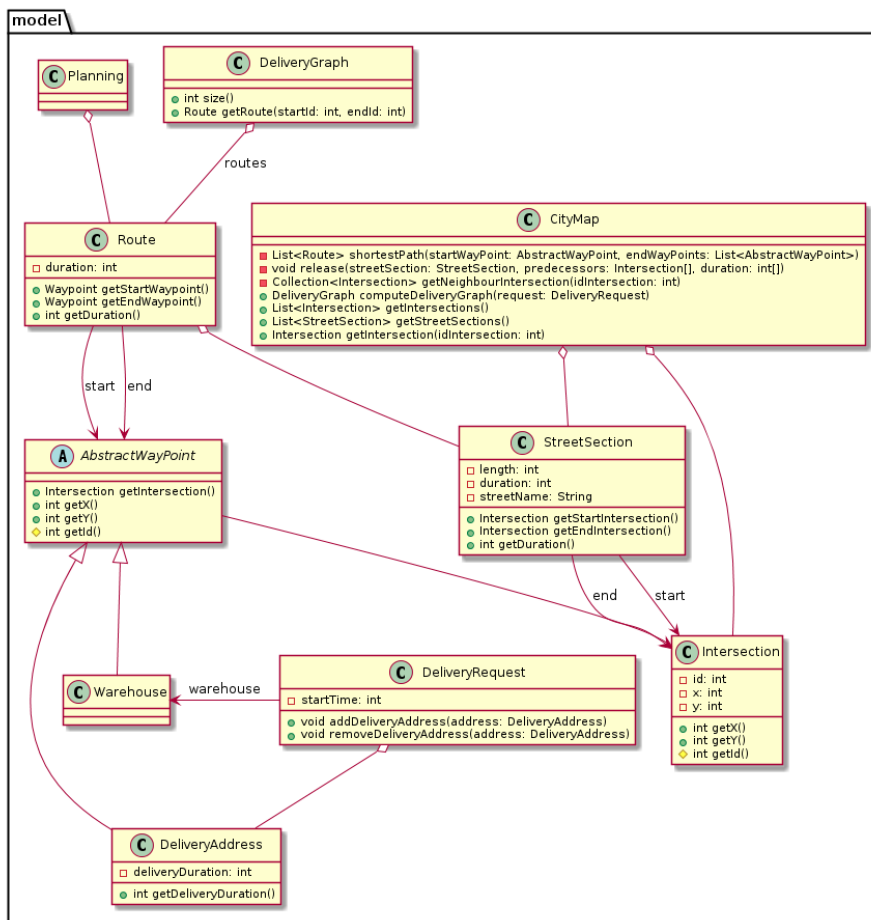 model
C Planning
C DeliveryGraph
int size()
Route getRoute(startId: int, endId: int)
routes
C Route
duration: int
Waypoint getStartWaypoint()
Waypoint getEndWaypoint()
int getDuration()
C CityMap
List<Route> shortestPath(startWayPoint: AbstractWayPoint, endWayPoints: List<AbstractWayPoint>)
void release(streetSection: StreetSection, predecessors: Intersection[], duration: int[])
Collection<Intersection> getNeighbourIntersection(idIntersection: int)
DeliveryGraph computeDeliveryGraph(request: DeliveryRequest)
List<Intersection> getIntersections()
List<StreetSection> getStreetSections()
Intersection getIntersection(idIntersection: int)
start
end
A AbstractWayPoint
Intersection getIntersection()
int getX()
int getY()
int getId()
C StreetSection
length: int
duration: int
streetName: String
Intersection getStartIntersection()
Intersection getEndIntersection()
int getDuration()
end
start
C Intersection
id: int
x: int
y: int
int getX()
int getY()
int getId()
C Warehouse
warehouse
C DeliveryRequest
startTime: int
void addDeliveryAddress(address: DeliveryAddress)
void removeDeliveryAddress(address: DeliveryAddress)
C DeliveryAddress
deliveryDuration: int
int getDeliveryDuration()